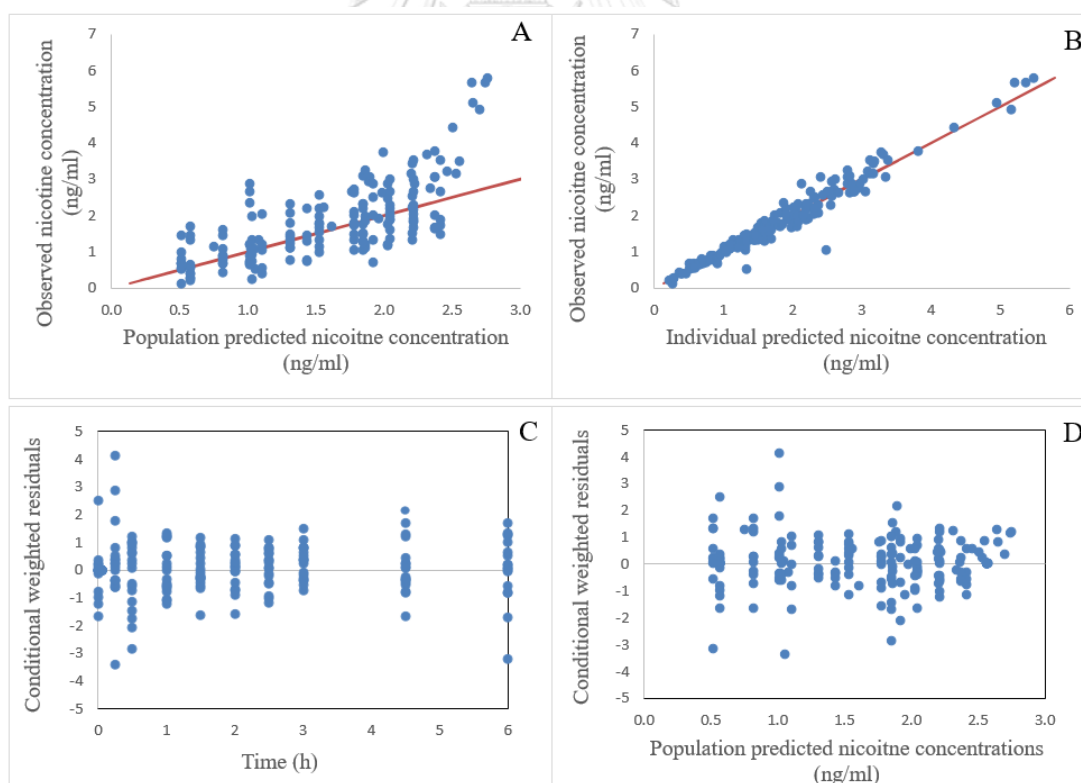 A
7
6
5
4
3
2
1
0
0.0 0.5 1.0 1.5 2.0 2.5 3.0
Observed nicotine concentration
(ng/ml)
Population predicted nicoitne concentration
(ng/ml)
B
7
6
5
4
3
2
1
0
0 1 2 3 4 5 6
Observed nicoitne concentration
(ng/ml)
Individual predicted nicoitne concentration
(ng/ml)
C
5
4
3
2
1
0
-1
-2
-3
-4
-5
0 1 2 3 4 5 6
Conditional weighted residuals
Time (h)
D
5
4
3
2
1
0
-1
-2
-3
-4
-5
0.0 0.5 1.0 1.5 2.0 2.5 3.0
Conditional weighted residuals
Population predicted nicoitne concentrations
(ng/ml)